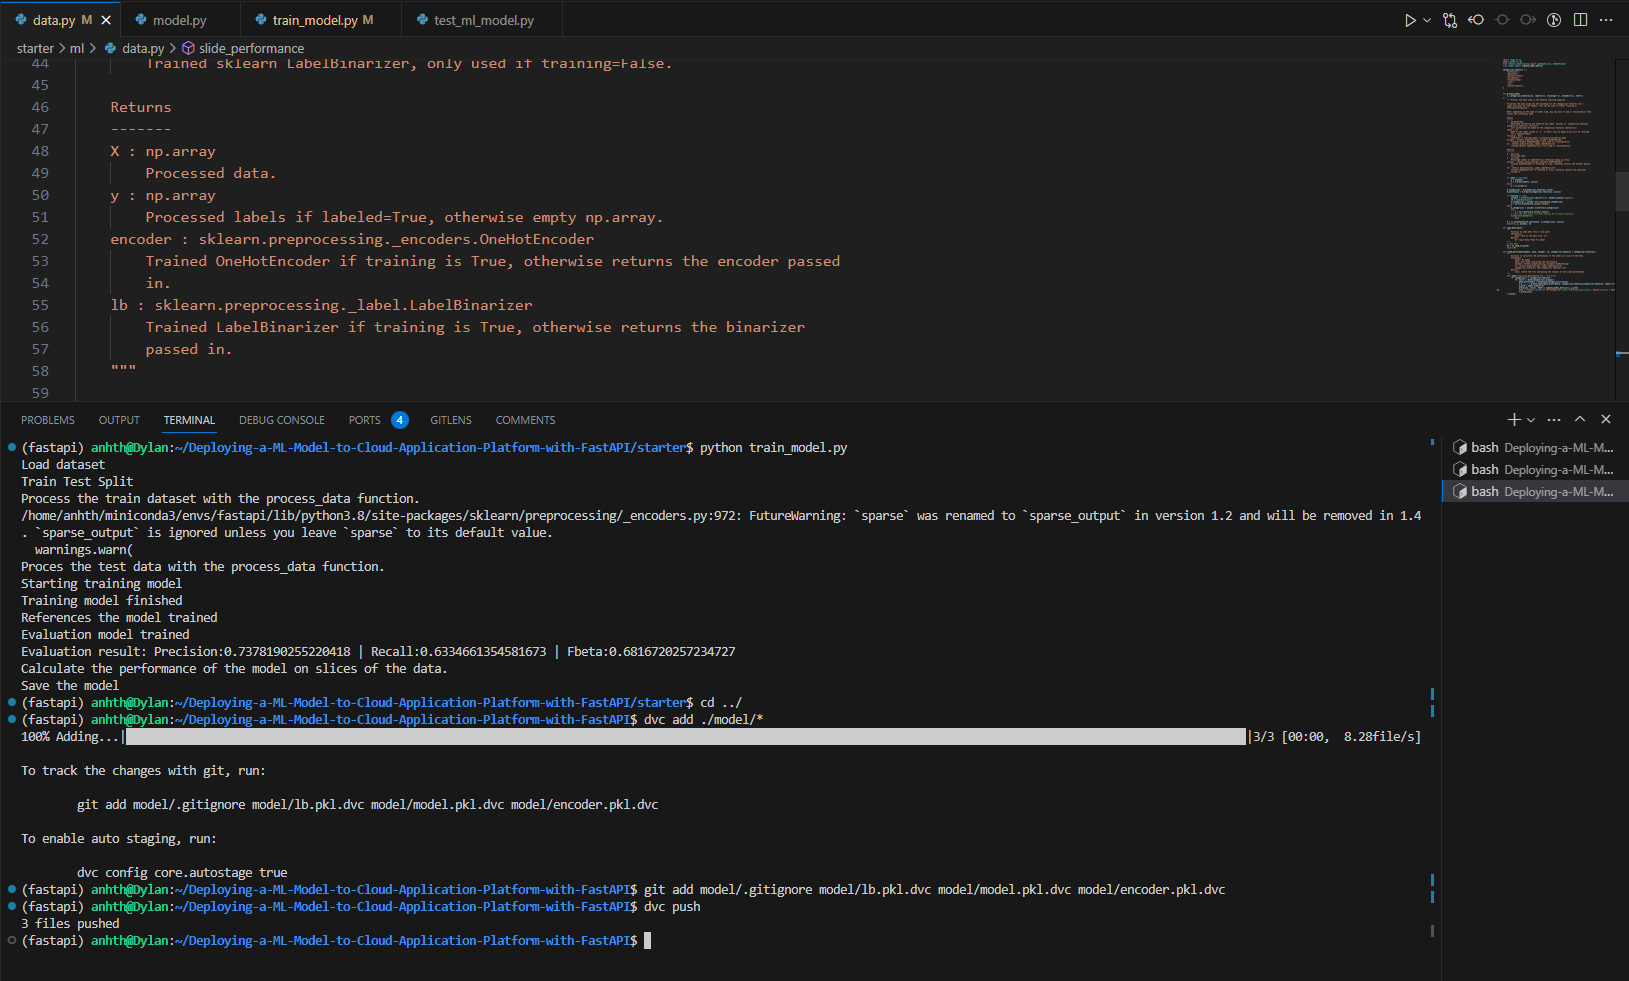 data.py M
model.py
train_model.py M
test_ml_model.py
starter > ml > data.py > slide_performance
44 Trained sklearn LabelBinarizer, only used if training=False.
45
46 Returns
47 -------
48 X : np.array
49 Processed data.
50 y : np.array
51 Processed labels if labeled=True, otherwise empty np.array.
52 encoder : sklearn.preprocessing._encoders.OneHotEncoder
53 Trained OneHotEncoder if training is True, otherwise returns the encoder passed
54 in.
55 lb : sklearn.preprocessing._label.LabelBinarizer
56 Trained LabelBinarizer if training is True, otherwise returns the binarizer
57 passed in.
58 """
59
PROBLEMS OUTPUT TERMINAL DEBUG CONSOLE PORTS 4 GITLENS COMMENTS
(fastapi) anhth@Dylan:~/Deploying-a-ML-Model-to-Cloud-Application-Platform-with-FastAPI/starter$ python train_model.py
Load dataset
Train Test Split
Process the train dataset with the process_data function.
/home/anhth/miniconda3/envs/fastapi/lib/python3.8/site-packages/sklearn/preprocessing/_encoders.py:972: FutureWarning: `sparse` was renamed to `sparse_output` in version 1.2 and will be removed in 1.4
. `sparse_output` is ignored unless you leave `sparse` to its default value.
warnings.warn(
Proces the test data with the process_data function.
Starting training model
Training model finished
References the model trained
Evaluation model trained
Evaluation result: Precision:0.7378190255220418 | Recall:0.6334661354581673 | Fbeta:0.6816720257234727
Calculate the performance of the model on slices of the data.
Save the model
(fastapi) anhth@Dylan:~/Deploying-a-ML-Model-to-Cloud-Application-Platform-with-FastAPI/starter$ cd ../
(fastapi) anhth@Dylan:~/Deploying-a-ML-Model-to-Cloud-Application-Platform-with-FastAPI$ dvc add ./model/*
100% Adding...| |3/3 [00:00, 8.28file/s]
To track the changes with git, run:
git add model/.gitignore model/lb.pkl.dvc model/model.pkl.dvc model/encoder.pkl.dvc
To enable auto staging, run:
dvc config core.autostage true
(fastapi) anhth@Dylan:~/Deploying-a-ML-Model-to-Cloud-Application-Platform-with-FastAPI$ git add model/.gitignore model/lb.pkl.dvc model/model.pkl.dvc model/encoder.pkl.dvc
(fastapi) anhth@Dylan:~/Deploying-a-ML-Model-to-Cloud-Application-Platform-with-FastAPI$ dvc push
3 files pushed
(fastapi) anhth@Dylan:~/Deploying-a-ML-Model-to-Cloud-Application-Platform-with-FastAPI$
bash Deploying-a-ML-M...
bash Deploying-a-ML-M...
bash Deploying-a-ML-M...